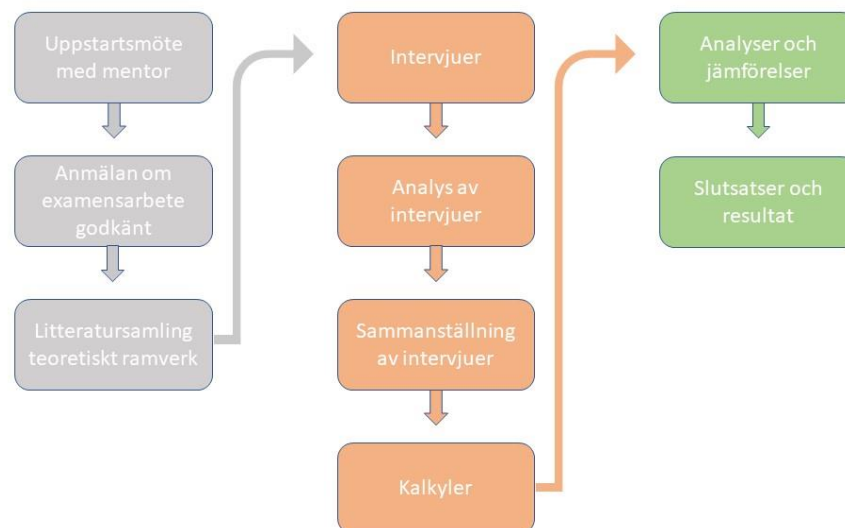 Uppstartsmöte
med mentor
Anmälan om
examensarbete
godkänt
Litteratursamling
teoretiskt ramverk
Intervjuer
Analys av
intervjuer
Sammanställning
av intervjuer
Kalkyler
Analyser och
jämförelser
Slutsatser och
resultat